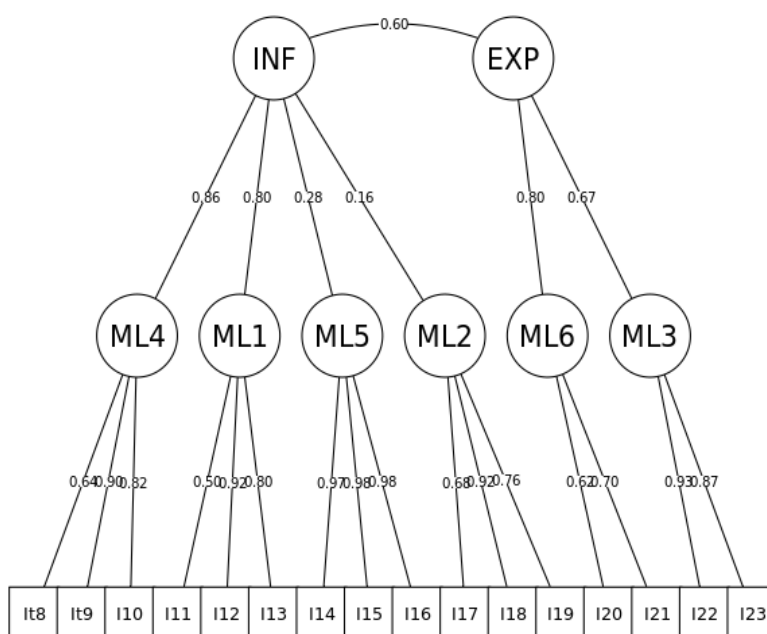 0.60
INF EXP
0.86 0.80 0.28 0.16 0.80 0.67
ML4 ML1 ML5 ML2 ML6 ML3
0.64 0.90 0.82 0.50 0.92 0.80 0.97 0.98 0.98 0.68 0.92 0.76 0.62 0.70 0.93 0.87
It8 It9 I10 I11 I12 I13 I14 I15 I16 I17 I18 I19 I20 I21 I22 I23